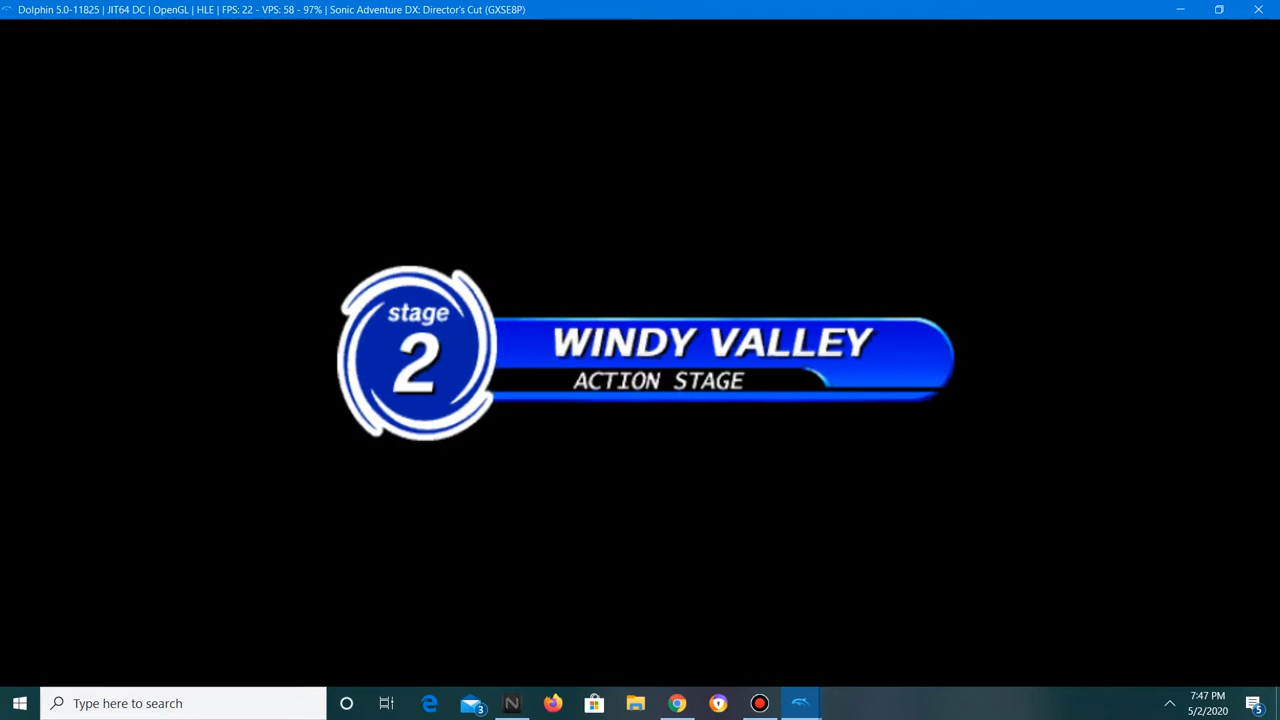 Dolphin 5.0-11825 | JIT64 DC | OpenGL | HLE | FPS: 22 - VPS: 58 - 97% | Sonic Adventure DX: Director's Cut (GXSE8P)
stage
2
WINDY VALLEY
ACTION STAGE
Type here to search
3
N
7:47 PM
5/2/2020
5